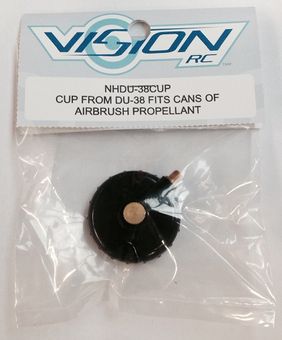 VISION
RC
NHDU-38CUP
CUP FROM DU-38 FITS CANS OF
AIRBRUSH PROPELLANT